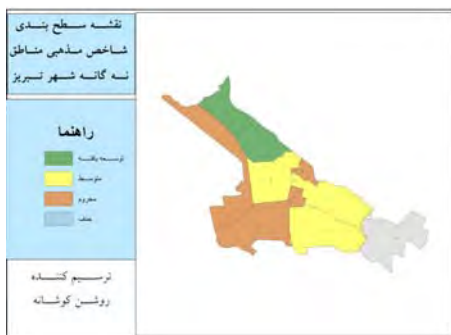 نقشه سطح بندی
شاخص مذهبی مناطق
نه گانه شهر تبریز
راهنما
توسعه یافته
متوسط
محروم
حذف
ترسیم کننده
روشن کوشانه